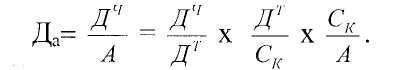 Да= Д^Ч/А = Д^Ч/Д^Т х Д^Т/С_К х С_К/А.